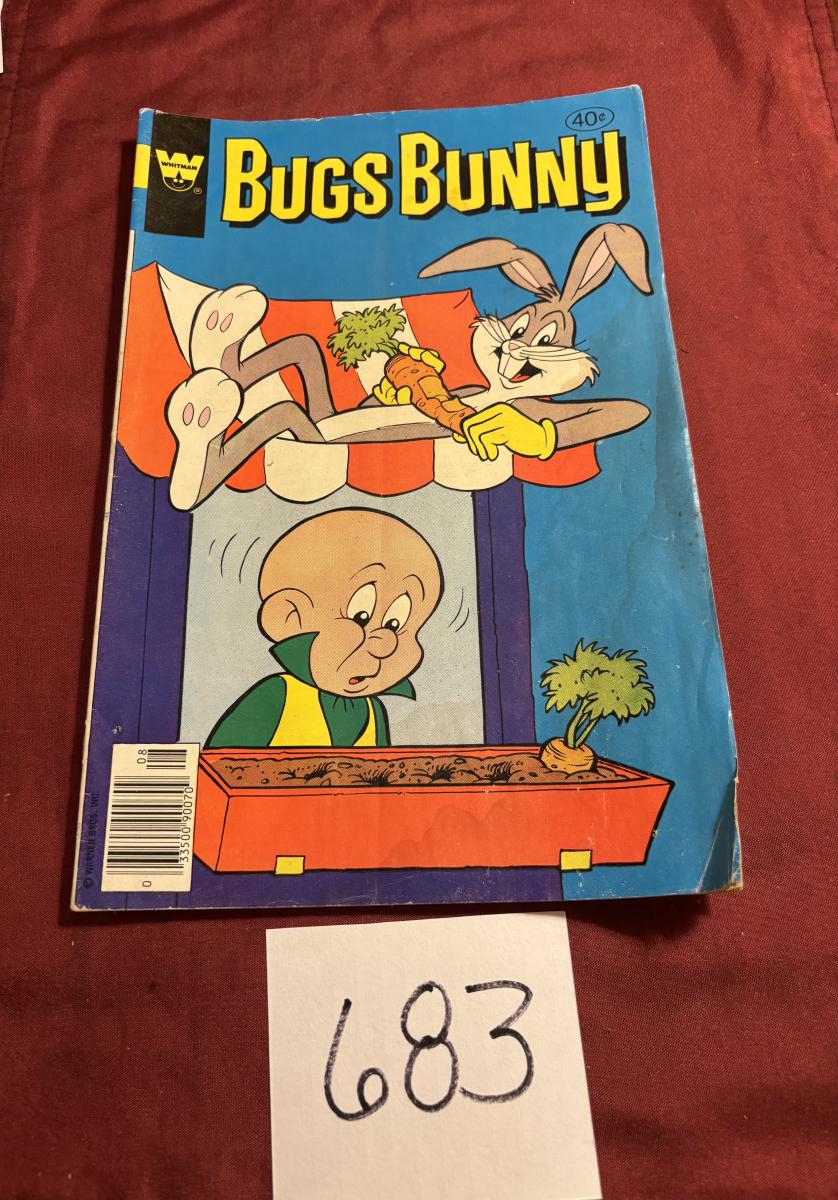 40¢
WHITMAN
®
BUGS BUNNY
08
0 33500 90070
© WARNER BROS. INC.
683